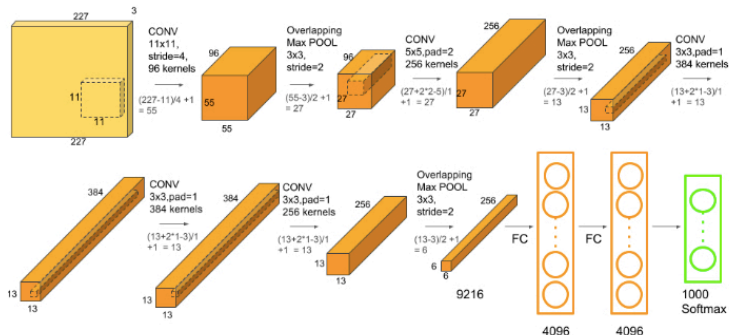 227
3
11
11
227
CONV
11x11,
stride=4,
96 kernels
(227-11)/4 +1
= 55
96
55
55
Overlapping
Max POOL
3x3,
stride=2
(55-3)/2 +1
= 27
96
27
27
CONV
5x5,pad=2
256 kernels
(27+2*2-5)/1
+1 = 27
256
27
27
Overlapping
Max POOL
3x3,
stride=2
(27-3)/2 +1
= 13
256
13
13
CONV
3x3,pad=1
384 kernels
(13+2*1-3)/1
+1 = 13
384
13
13
CONV
3x3,pad=1
384 kernels
(13+2*1-3)/1
+1 = 13
384
13
13
CONV
3x3,pad=1
256 kernels
(13+2*1-3)/1
+1 = 13
256
13
13
Overlapping
Max POOL
3x3,
stride=2
(13-3)/2 +1
= 6
256
6
6
9216
FC
4096
FC
4096
1000
Softmax